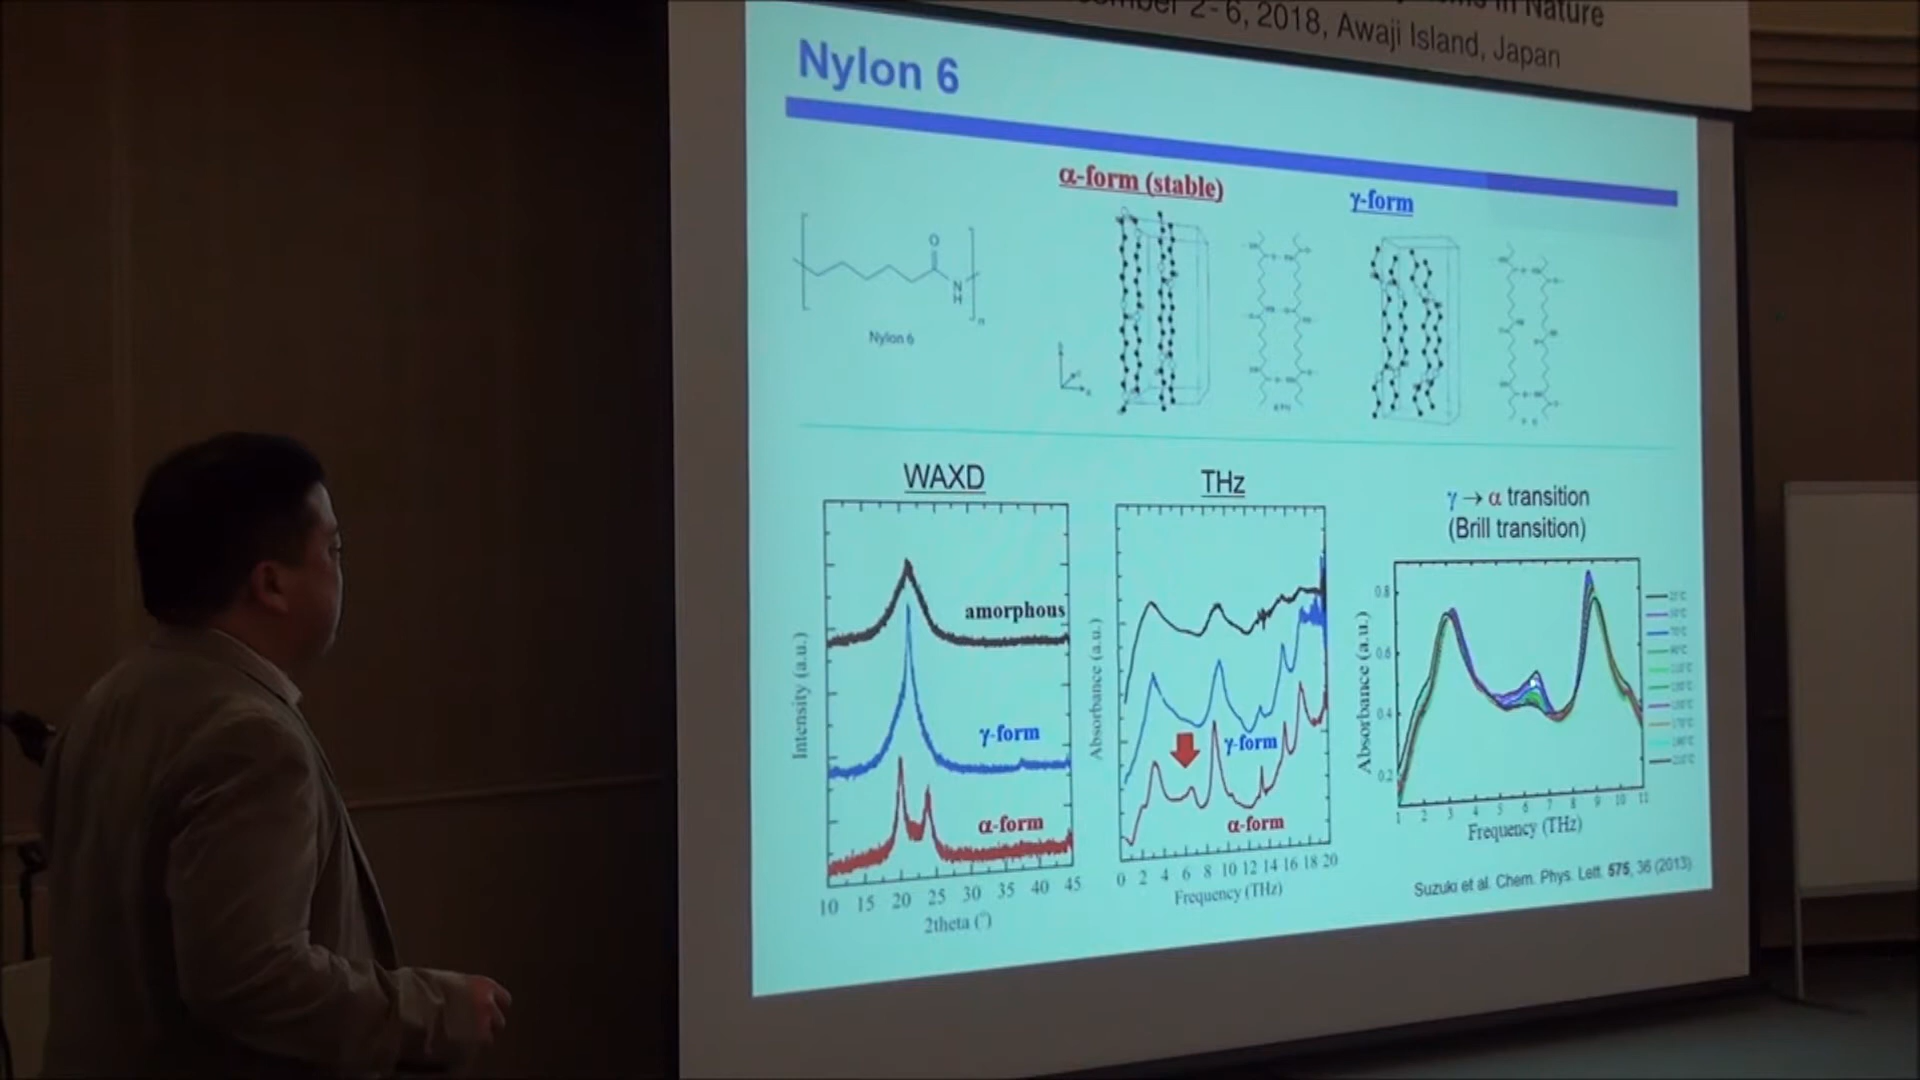 in Nature
2-6, 2018, Awaji Island, Japan
Nylon 6
α-form (stable)
γ-form
O
N
H
n
Nylon 6
WAXD
THz
γ → α transition
(Brill transition)
amorphous
γ-form
α-form
Intensity (a.u.)
10 15 20 25 30 35 40 45
2theta (°)
γ-form
α-form
Absorbance (a.u.)
0 2 4 6 8 10 12 14 16 18 20
Frequency (THz)
0.8
0.6
0.4
0.2
Absorbance (a.u.)
1 2 3 4 5 6 7 8 9 10 11
Frequency (THz)
Suzuki et al. Chem. Phys. Lett. 575, 36 (2013)